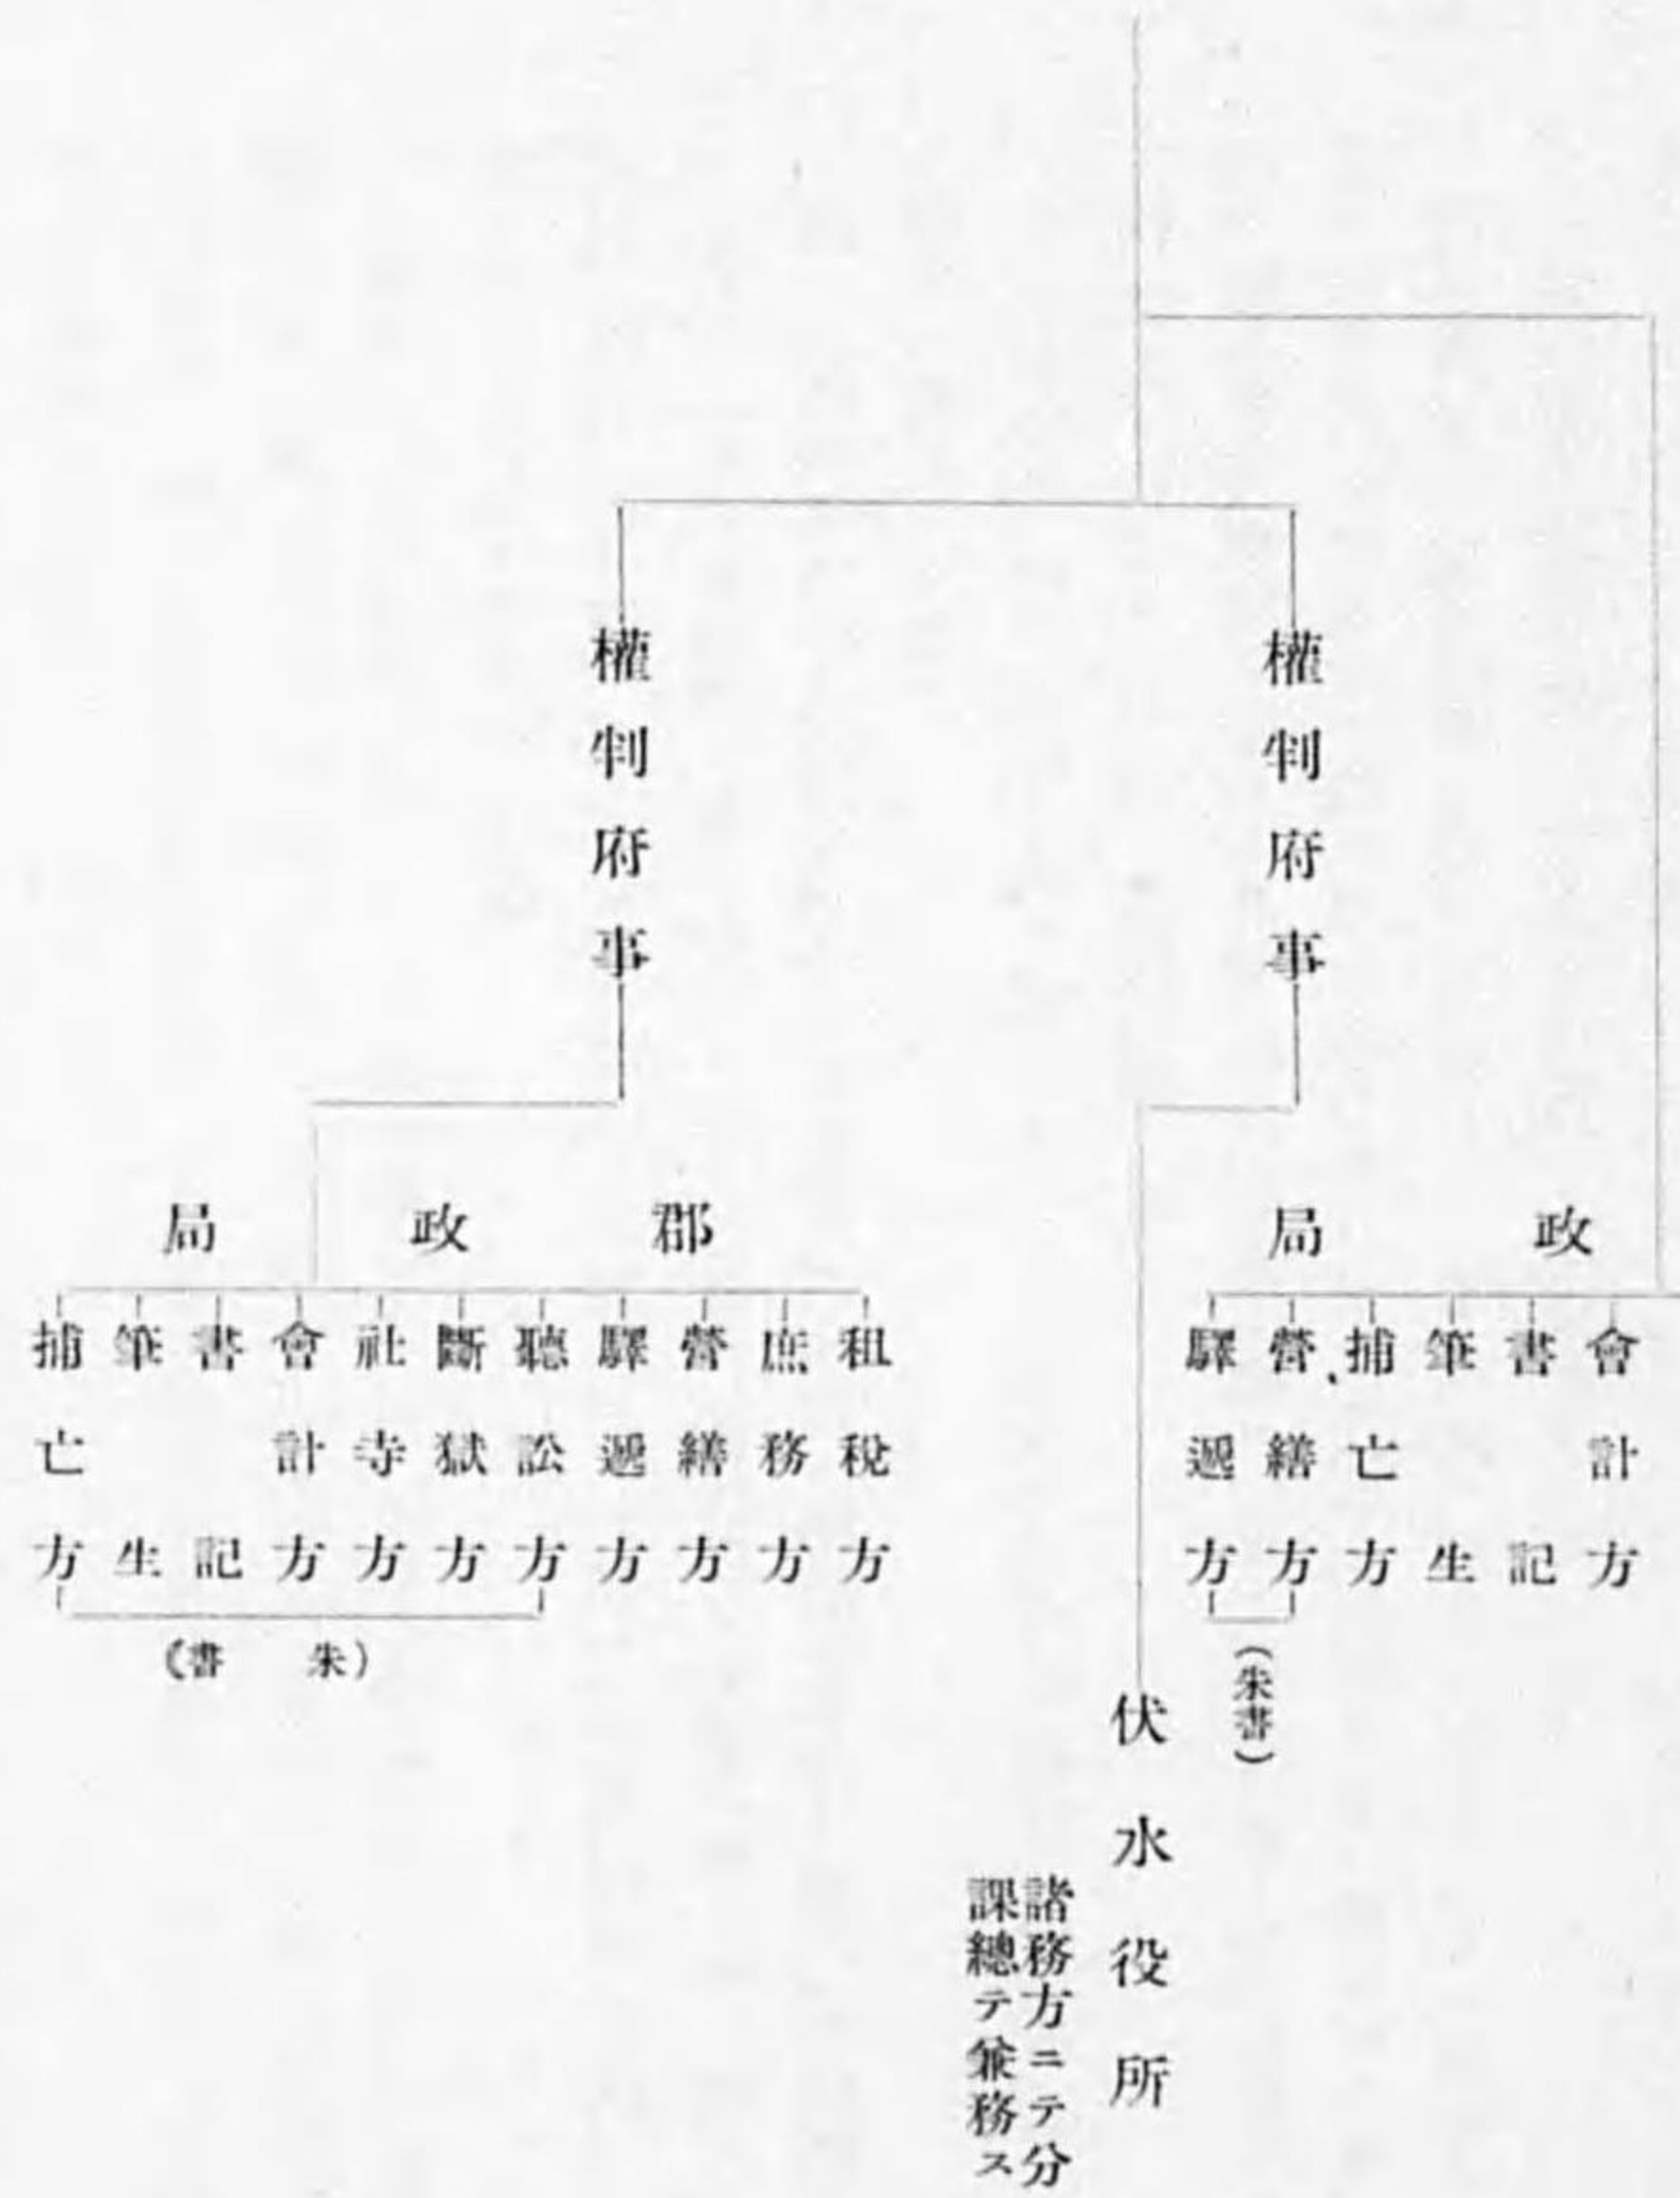 權判府事
權判府事
政局
會計方
書記
筆生
捕亡方
營繕方
驛遞方
(朱書)
伏水役所
諸務方ニテ分
課總テ兼務ス
郡政局
租稅方
庶務方
營繕方
驛遞方
聽訟方
斷獄方
社寺方
會計方
書記
筆生
捕亡方
(朱書)